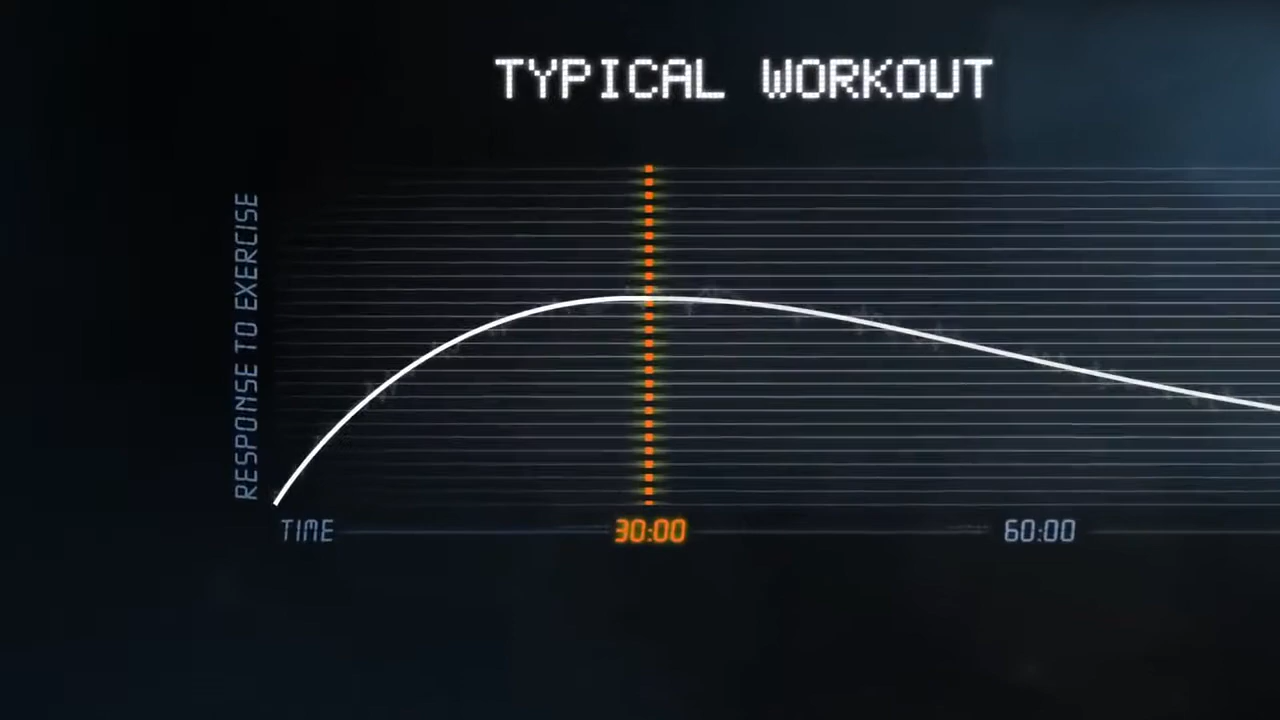 TYPICAL WORKOUT
RESPONSE TO EXERCISE
TIME
30:00
60:00